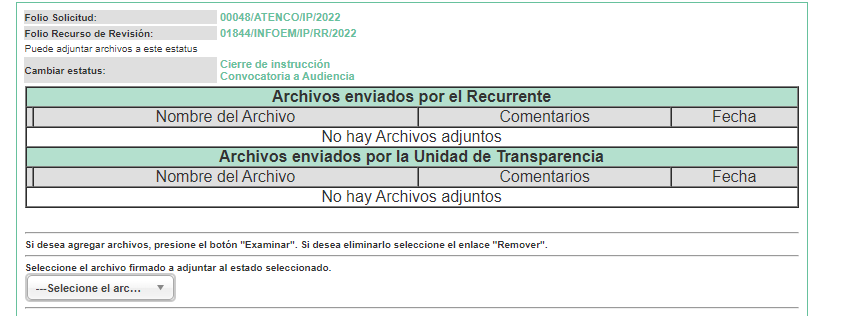 Folio Solicitud: 00048/ATENCO/IP/2022
Folio Recurso de Revisión: 01844/INFOEM/IP/RR/2022
Puede adjuntar archivos a este estatus
Cambiar estatus: Cierre de instrucción
Convocatoria a Audiencia
Archivos enviados por el Recurrente
Nombre del Archivo Comentarios Fecha
No hay Archivos adjuntos
Archivos enviados por la Unidad de Transparencia
Nombre del Archivo Comentarios Fecha
No hay Archivos adjuntos
Si desea agregar archivos, presione el botón "Examinar". Si desea eliminarlo seleccione el enlace "Remover".
Seleccione el archivo firmado a adjuntar al estado seleccionado.
---Selecione el arc...